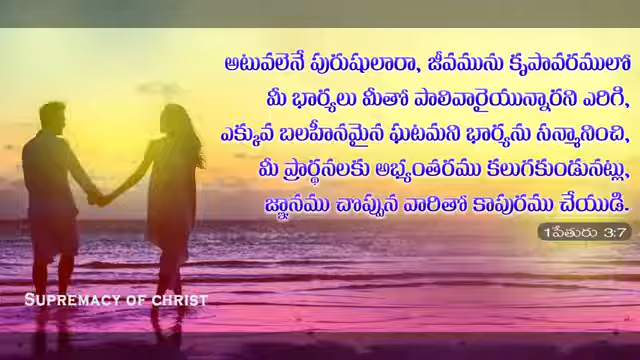 అటువలెనే పురుషులారా, జీవమును కృపావరములో
మీ భార్యలు మీతో పాలివారైయున్నారని ఎరిగి,
ఎక్కువ బలహీనమైన ఘటమని భార్యను సన్మానించి,
మీ ప్రార్థనలకు అభ్యంతరము కలుగకుండునట్లు,
జ్ఞానము చొప్పున వారితో కాపురము చేయుడి.
1పేతురు 3:7
SUPREMACY OF CHRIST